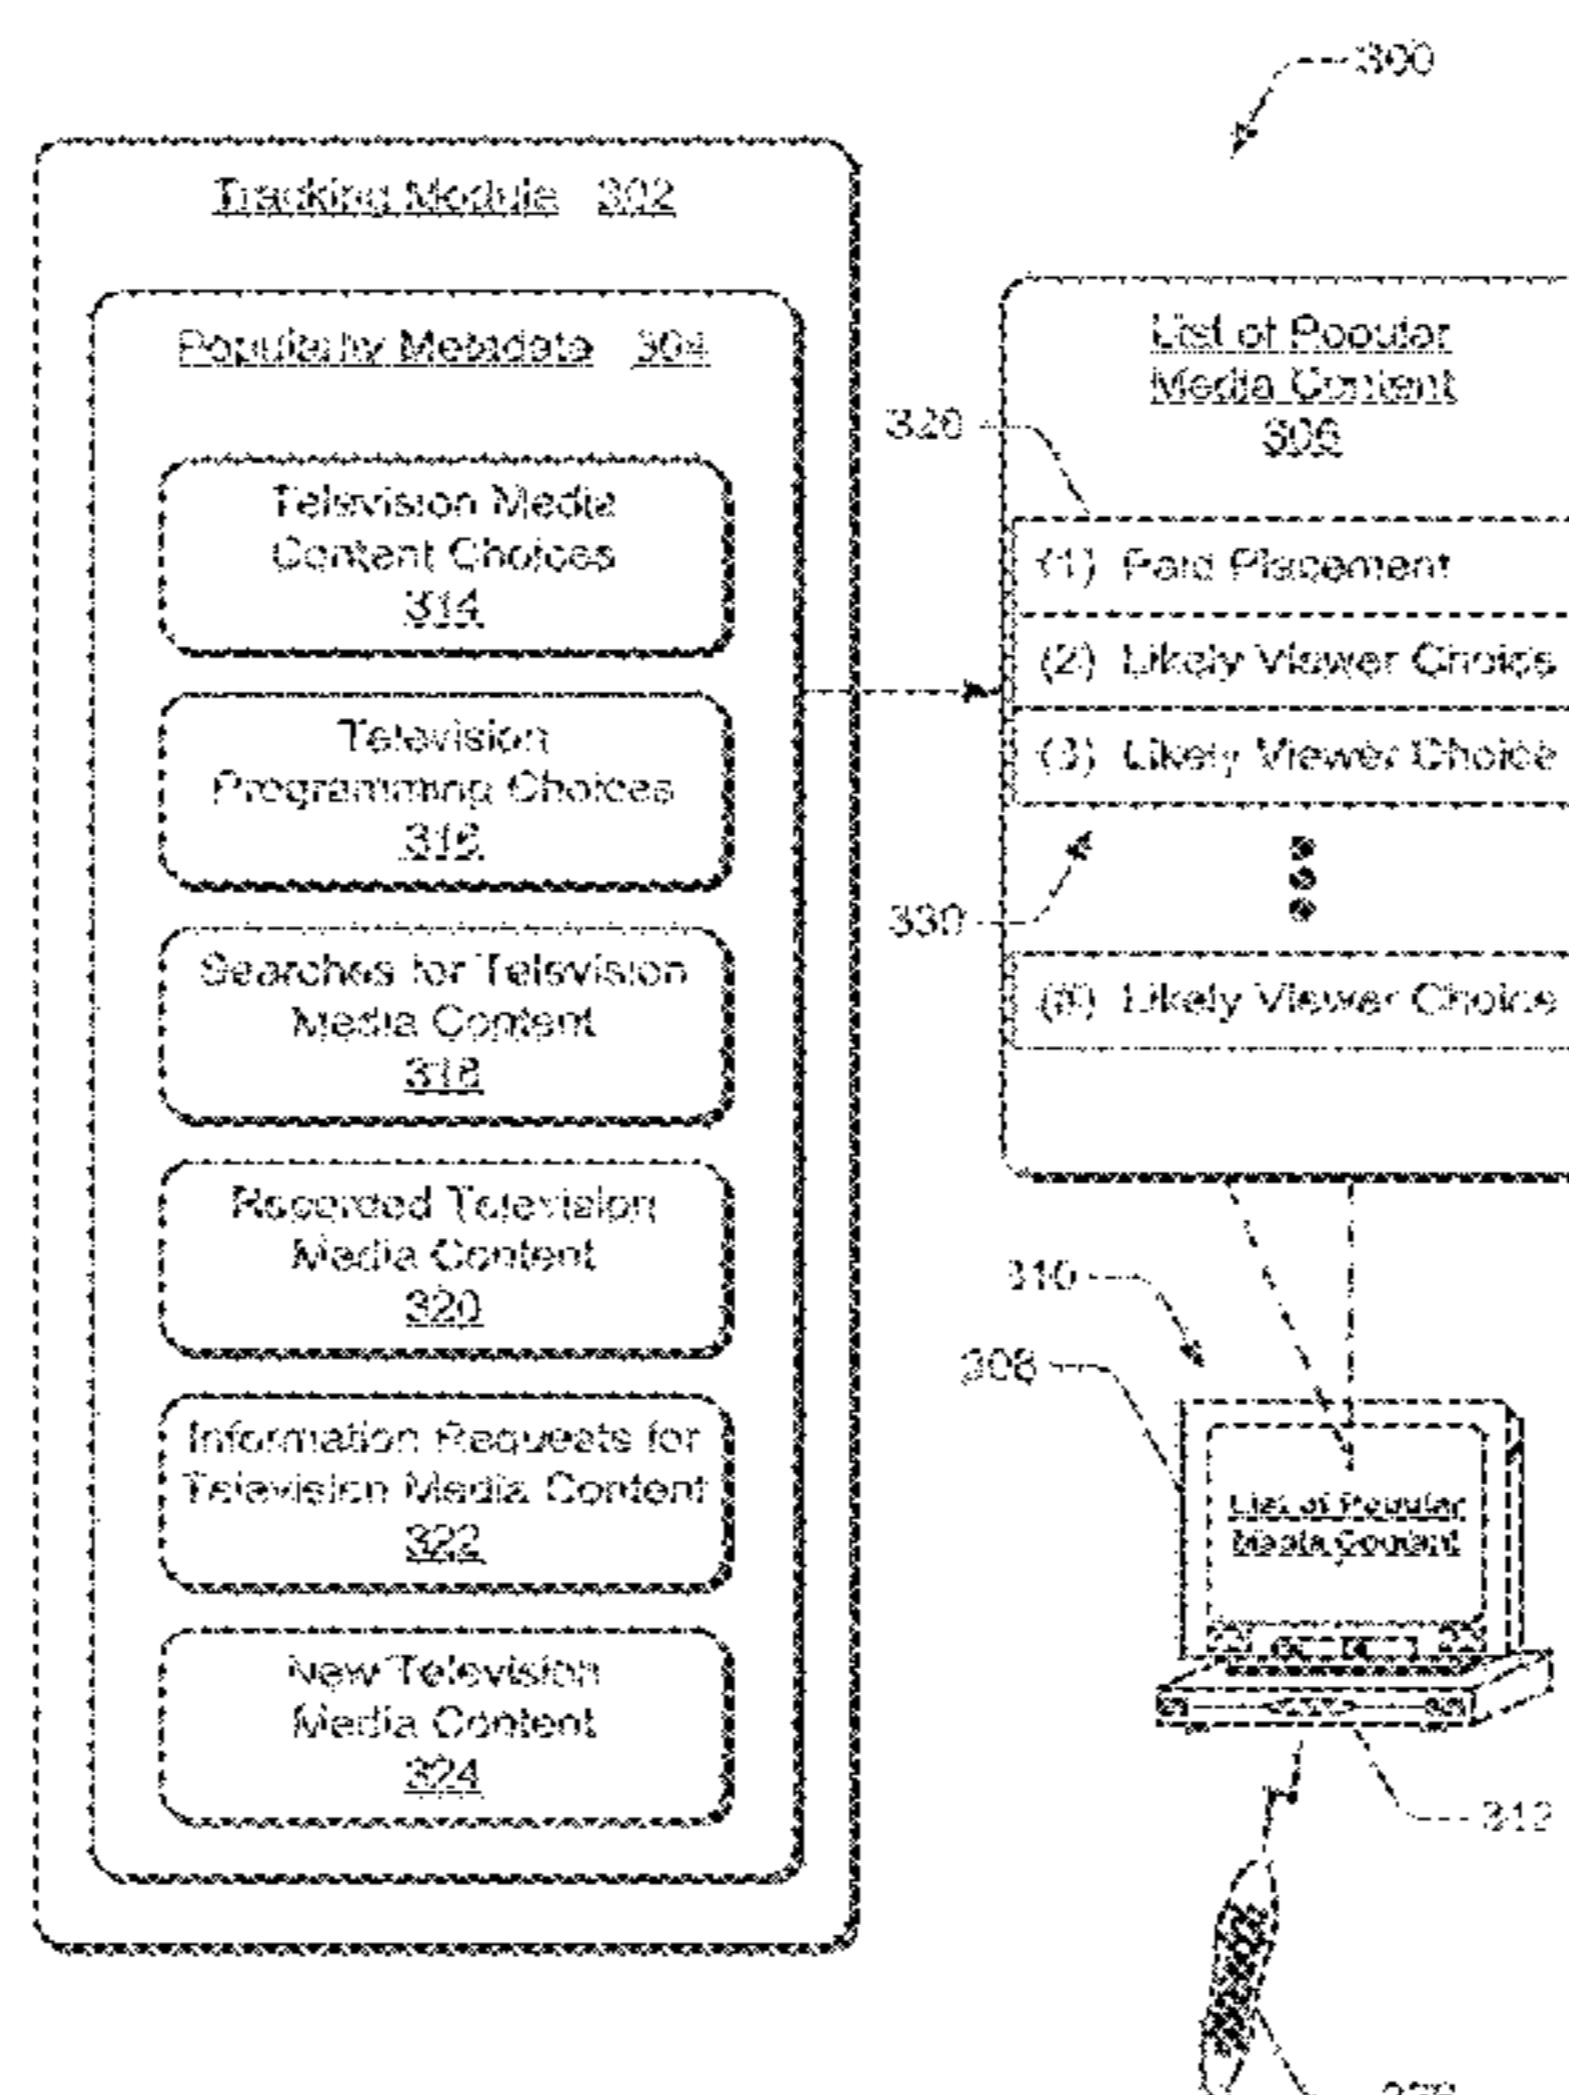 300
Tracking Module 302
Popularity Metadata 304
Television Media
Content Choices
314
Television
Programming Choices
316
Searches for Television
Media Content
318
Recorded Television
Media Content
320
Information Requests for
Television Media Content
322
New Television
Media Content
324
List of Popular
Media Content
306
(1) Paid Placement
(2) Likely Viewer Choice
(3) Likely Viewer Choice
Likely Viewer Choice
330
310
308
List of Popular
Media Content
312